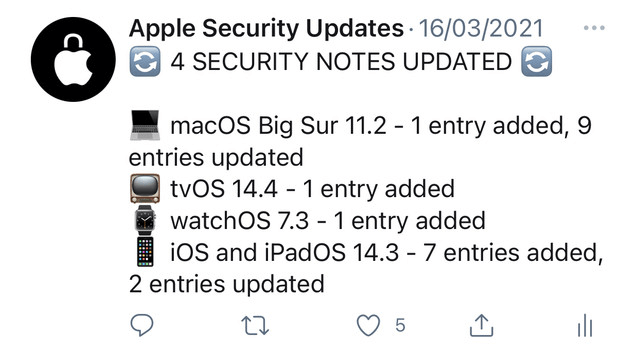 Apple Security Updates · 16/03/2021 ···
🔄 4 SECURITY NOTES UPDATED 🔄
💻 macOS Big Sur 11.2 - 1 entry added, 9
entries updated
📺 tvOS 14.4 - 1 entry added
⌚ watchOS 7.3 - 1 entry added
📱 iOS and iPadOS 14.3 - 7 entries added,
2 entries updated
5